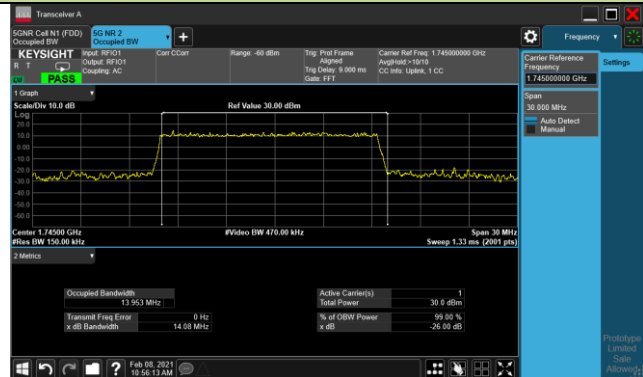 Transceiver A
5GNR Cell N1 (FDD)
Occupied BW
5G NR 2
Occupied BW
Frequency
KEYSIGHT
R T
LXI
PASS
Input: RFIO1
Output: RFIO1
Coupling: AC
Corr CCorr
Range: -60 dBm
Trig: Prot Frame
Aligned
Trig Delay: 9.000 ms
Gate: FFT
Carrier Ref Freq: 1.745000000 GHz
Avg|Hold:>10/10
CC Info: Uplink, 1 CC
Carrier Reference
Frequency
1.745000000 GHz
Settings
Span
30.000 MHz
Auto Detect
Manual
1 Graph
Scale/Div 10.0 dB
Ref Value 30.00 dBm
Log
20.0
10.0
0.00
-10.0
-20.0
-30.0
-40.0
-50.0
-60.0
Center 1.74500 GHz
#Video BW 470.00 kHz
Span 30 MHz
#Res BW 150.00 kHz
Sweep 1.33 ms (2001 pts)
2 Metrics
Occupied Bandwidth
13.953 MHz
Active Carrier(s) 1
Total Power 30.0 dBm
Transmit Freq Error 0 Hz
x dB Bandwidth 14.08 MHz
% of OBW Power 99.00 %
x dB -26.00 dB
Feb 08, 2021
10:56:13 AM
Prototype
Limited
Sale
Allowed